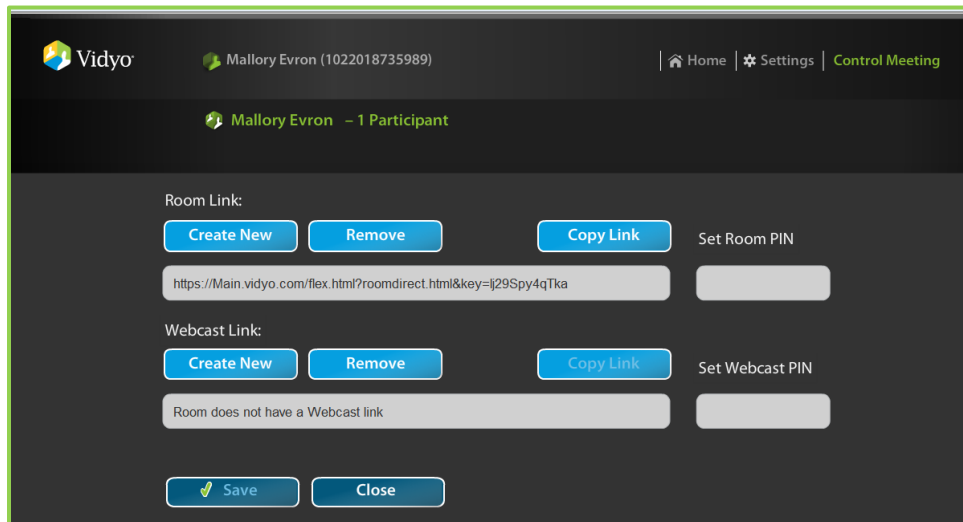 Vidyo
Mallory Evron (1022018735989)
Home
Settings
Control Meeting
Mallory Evron – 1 Participant
Room Link:
Create New
Remove
Copy Link
Set Room PIN
https://Main.vidyo.com/flex.html?roomdirect.html&key=lj29Spy4qTka
Webcast Link:
Create New
Remove
Copy Link
Set Webcast PIN
Room does not have a Webcast link
Save
Close